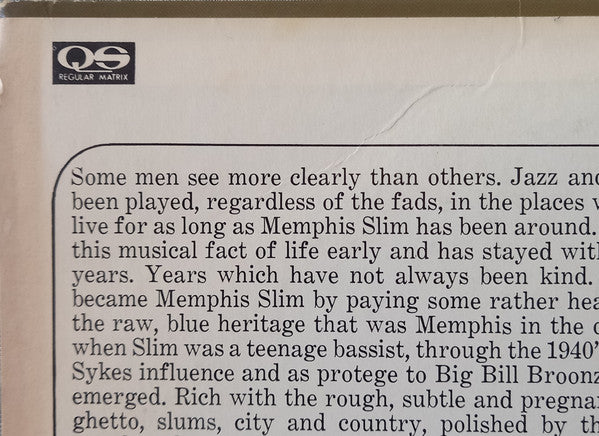 QS
REGULAR MATRIX
Some men see more clearly than others. Jazz and
been played, regardless of the fads, in the places
live for as long as Memphis Slim has been around.
this musical fact of life early and has stayed with
years. Years which have not always been kind.
became Memphis Slim by paying some rather
the raw, blue heritage that was Memphis in the
when Slim was a teenage bassist, through the 1940'
Sykes influence and as protege to Big Bill Broonz
emerged. Rich with the rough, subtle and
ghetto, slums, city and country, polished by